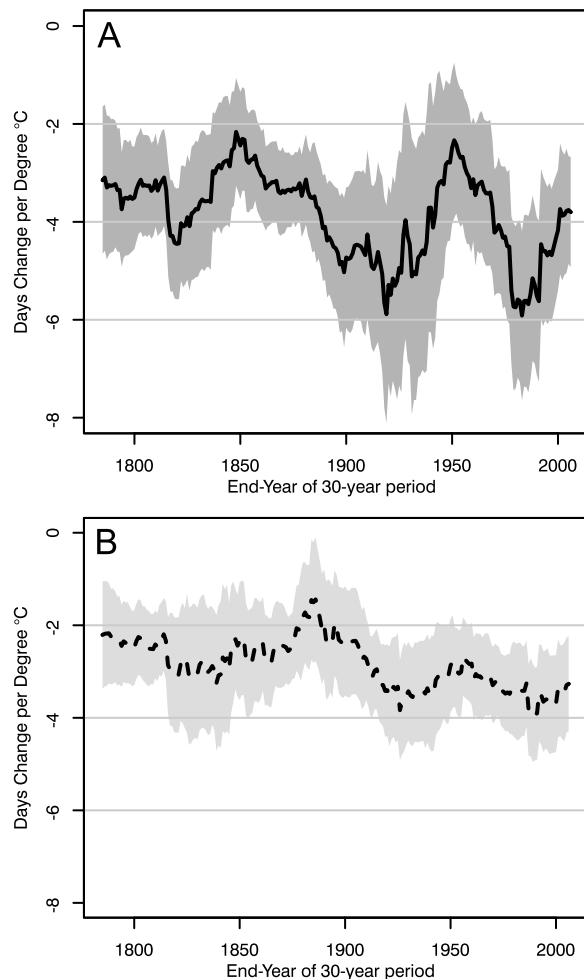 A
0
-2
-4
-6
-8
Days Change per Degree °C
1800 1850 1900 1950 2000
End-Year of 30-year period
B
0
-2
-4
-6
-8
Days Change per Degree °C
1800 1850 1900 1950 2000
End-Year of 30-year period